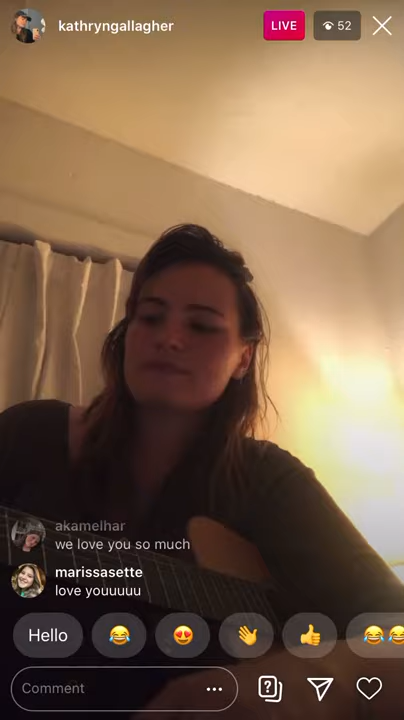 kathryngallagher
LIVE
52
akamelhar
we love you so much
marissasette
love youuuuu
Hello
Comment